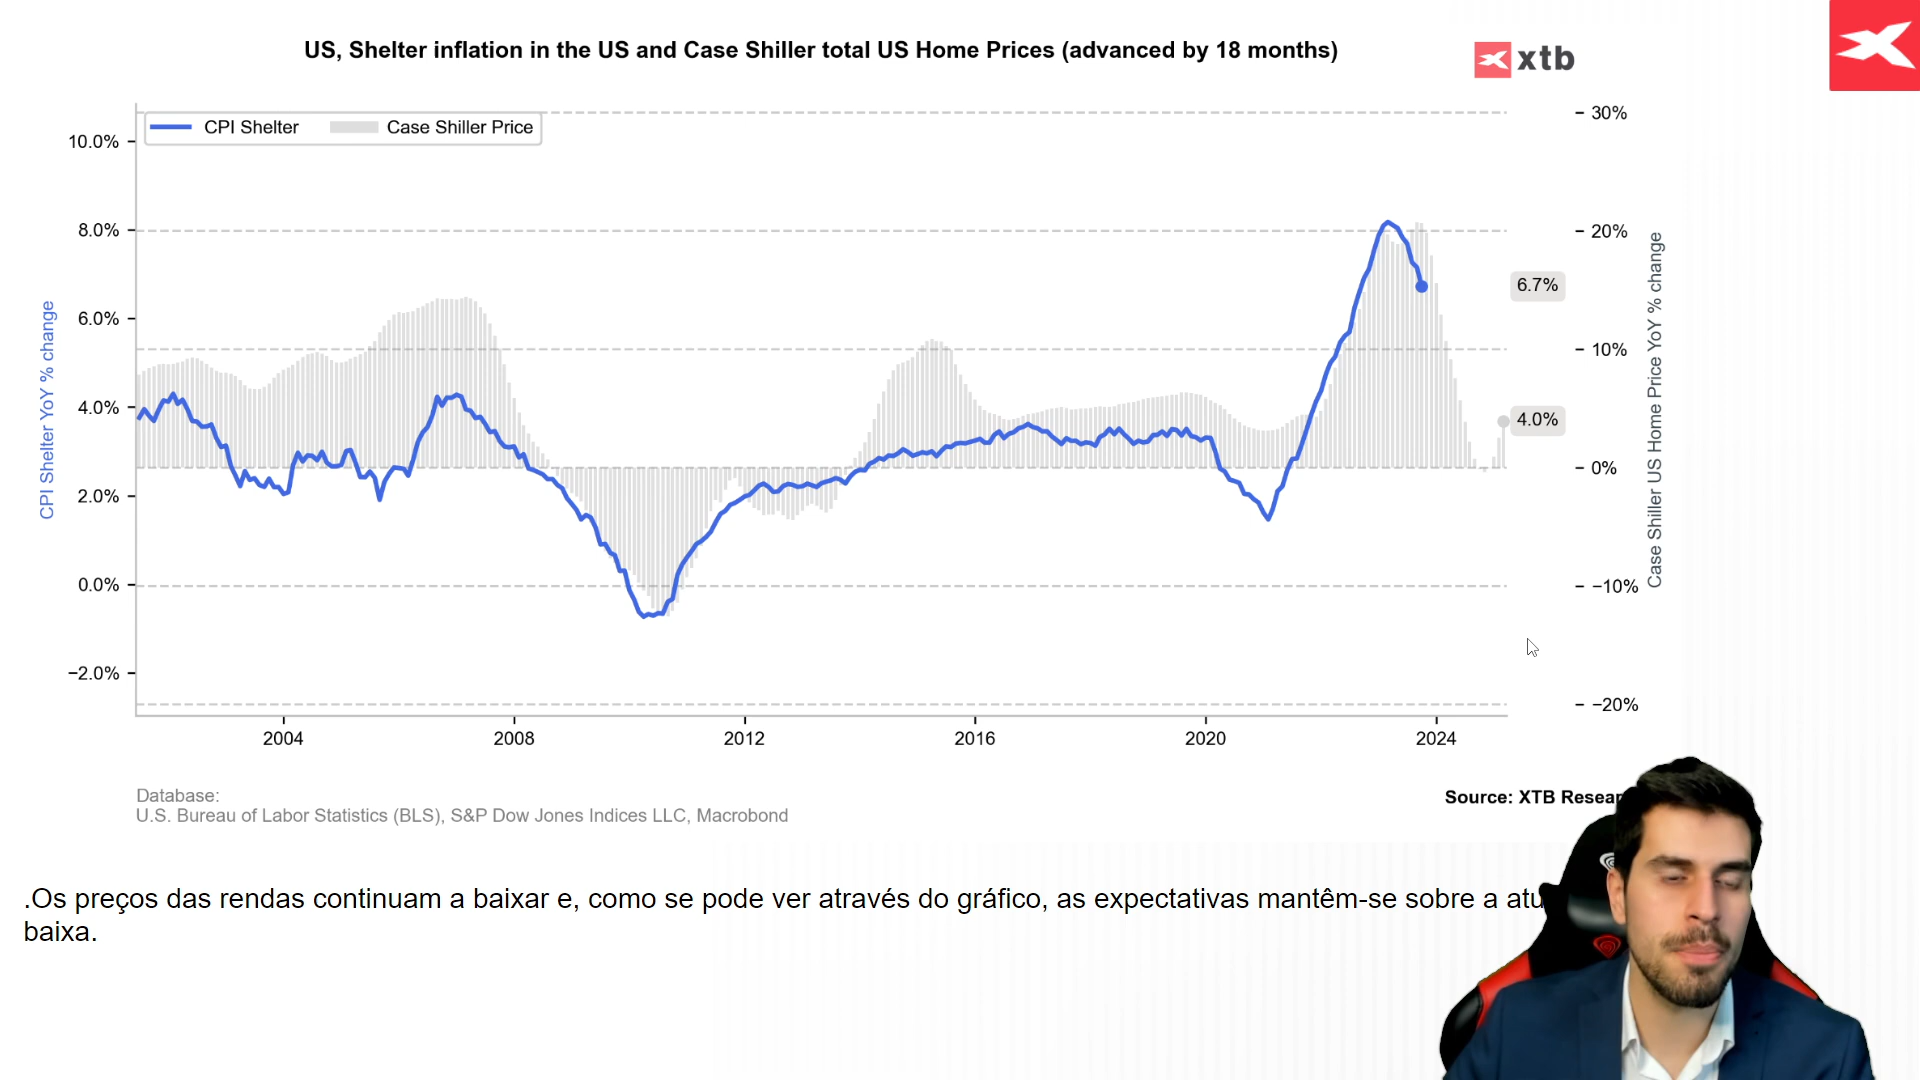 US, Shelter inflation in the US and Case Shiller total US Home Prices (advanced by 18 months)
xtb
CPI Shelter
Case Shiller Price
10.0%
8.0%
6.0%
4.0%
2.0%
0.0%
−2.0%
CPI Shelter YoY % change
30%
20%
10%
0%
−10%
−20%
Case Shiller US Home Price YoY % change
6.7%
4.0%
2004
2008
2012
2016
2020
2024
Database:
U.S. Bureau of Labor Statistics (BLS), S&P Dow Jones Indices LLC, Macrobond
Source: XTB Resear
.Os preços das rendas continuam a baixar e, como se pode ver através do gráfico, as expectativas mantêm-se sobre a atu
baixa.